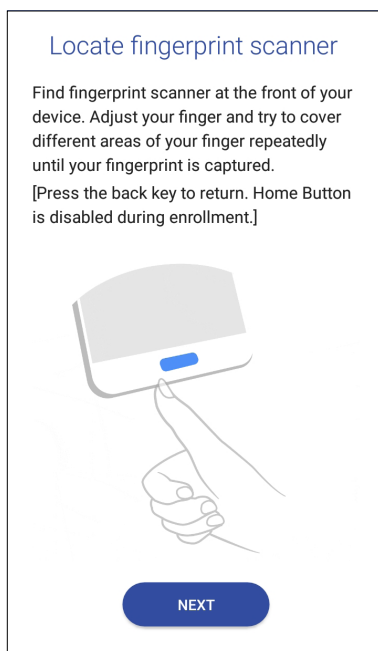 Locate fingerprint scanner
Find fingerprint scanner at the front of your
device. Adjust your finger and try to cover
different areas of your finger repeatedly
until your fingerprint is captured.
[Press the back key to return. Home Button
is disabled during enrollment.]
NEXT